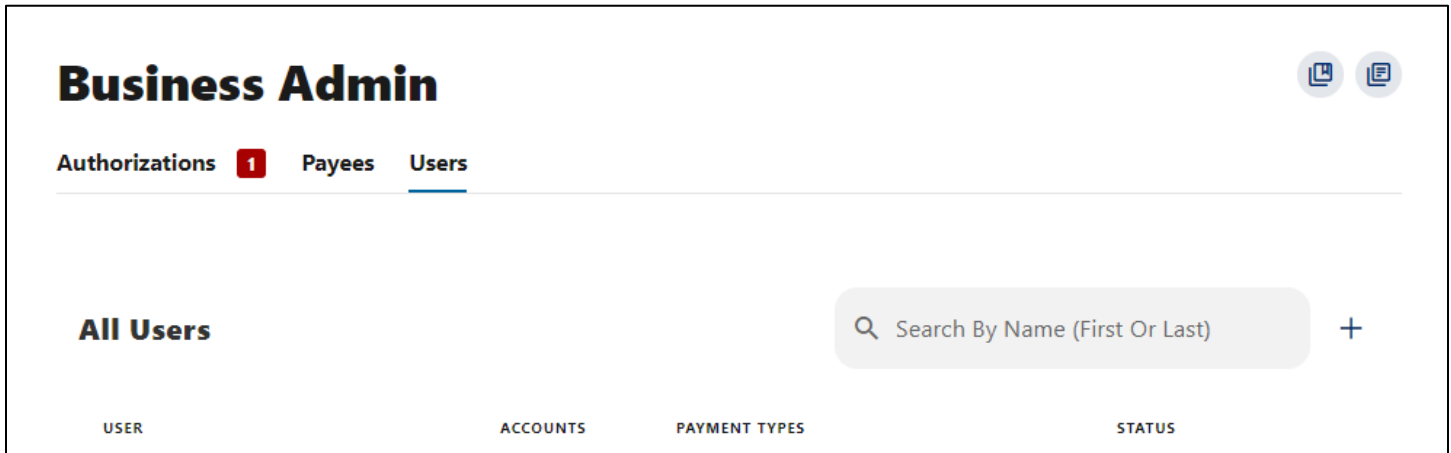 Business Admin
Authorizations 1 Payees Users
All Users
Search By Name (First Or Last)
USER ACCOUNTS PAYMENT TYPES STATUS